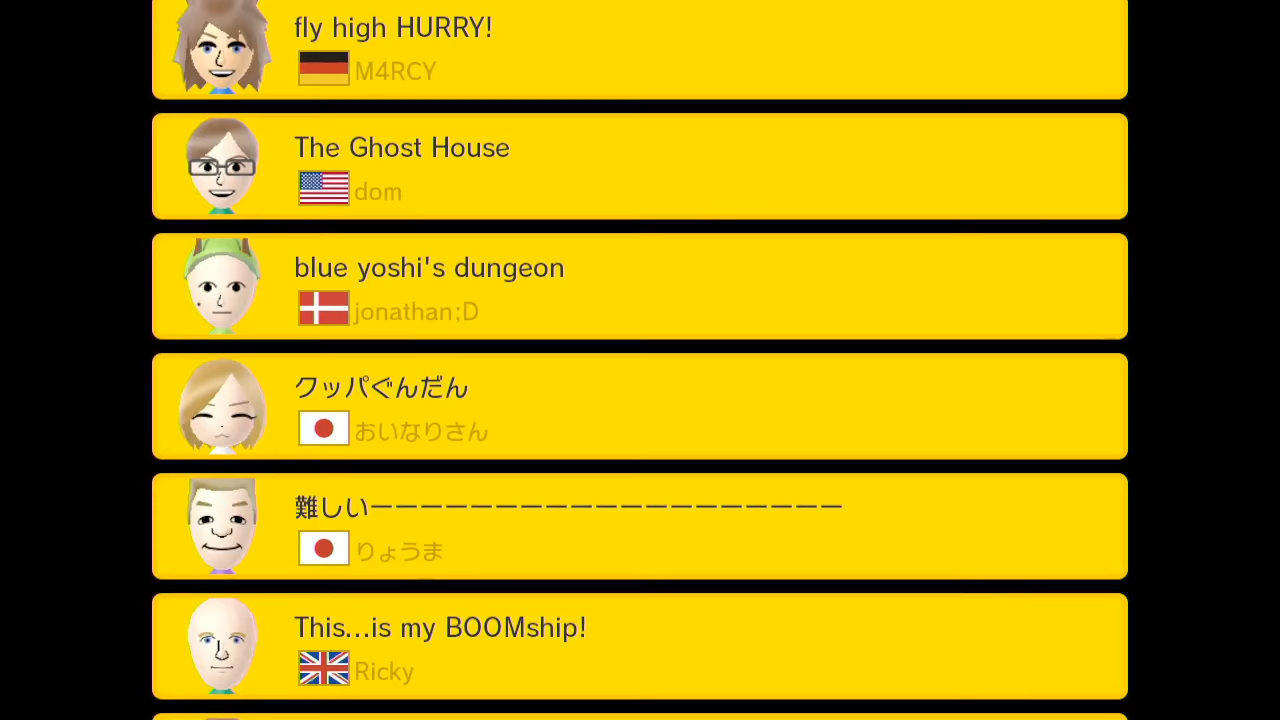 fly high HURRY!
M4RCY
The Ghost House
dom
blue yoshi's dungeon
jonathan;D
クッパぐんだん
おいなりさん
難しいーーーーーーーーーーーーーーーーーーー
りょうま
This...is my BOOMship!
Ricky